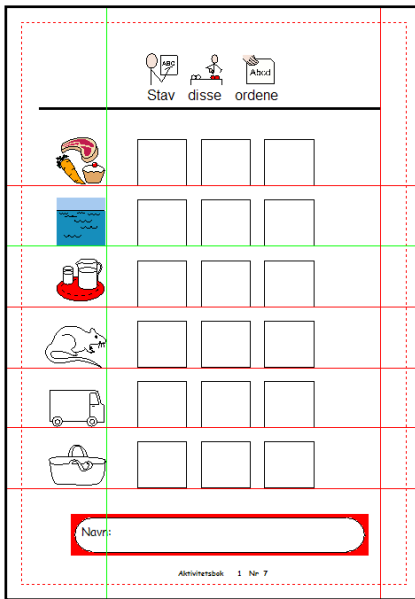 ABC
Abcd
Stav disse ordene
Navn:
Aktivitetsbok 1 Nr 7